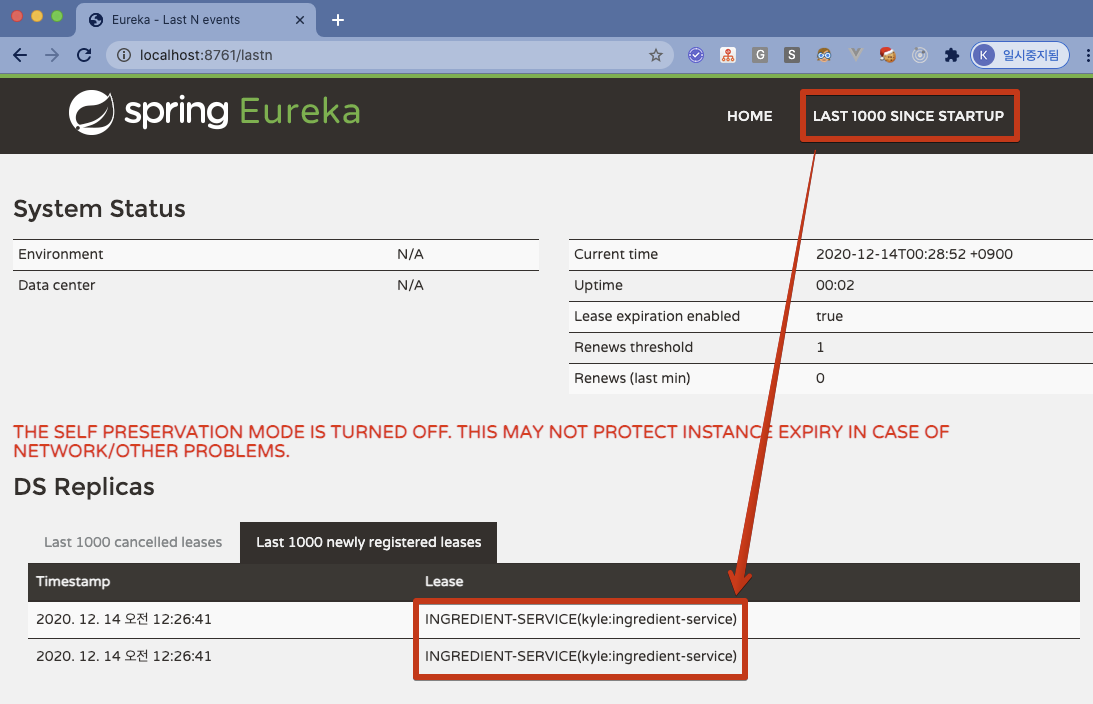 Eureka - Last N events
localhost:8761/lastn
G
S
K 일시중지됨
spring Eureka
HOME
LAST 1000 SINCE STARTUP
System Status
Environment N/A
Data center N/A
Current time 2020-12-14T00:28:52 +0900
Uptime 00:02
Lease expiration enabled true
Renews threshold 1
Renews (last min) 0
THE SELF PRESERVATION MODE IS TURNED OFF. THIS MAY NOT PROTECT INSTANCE EXPIRY IN CASE OF
NETWORK/OTHER PROBLEMS.
DS Replicas
Last 1000 cancelled leases
Last 1000 newly registered leases
Timestamp Lease
2020. 12. 14 오전 12:26:41 INGREDIENT-SERVICE(kyle:ingredient-service)
2020. 12. 14 오전 12:26:41 INGREDIENT-SERVICE(kyle:ingredient-service)